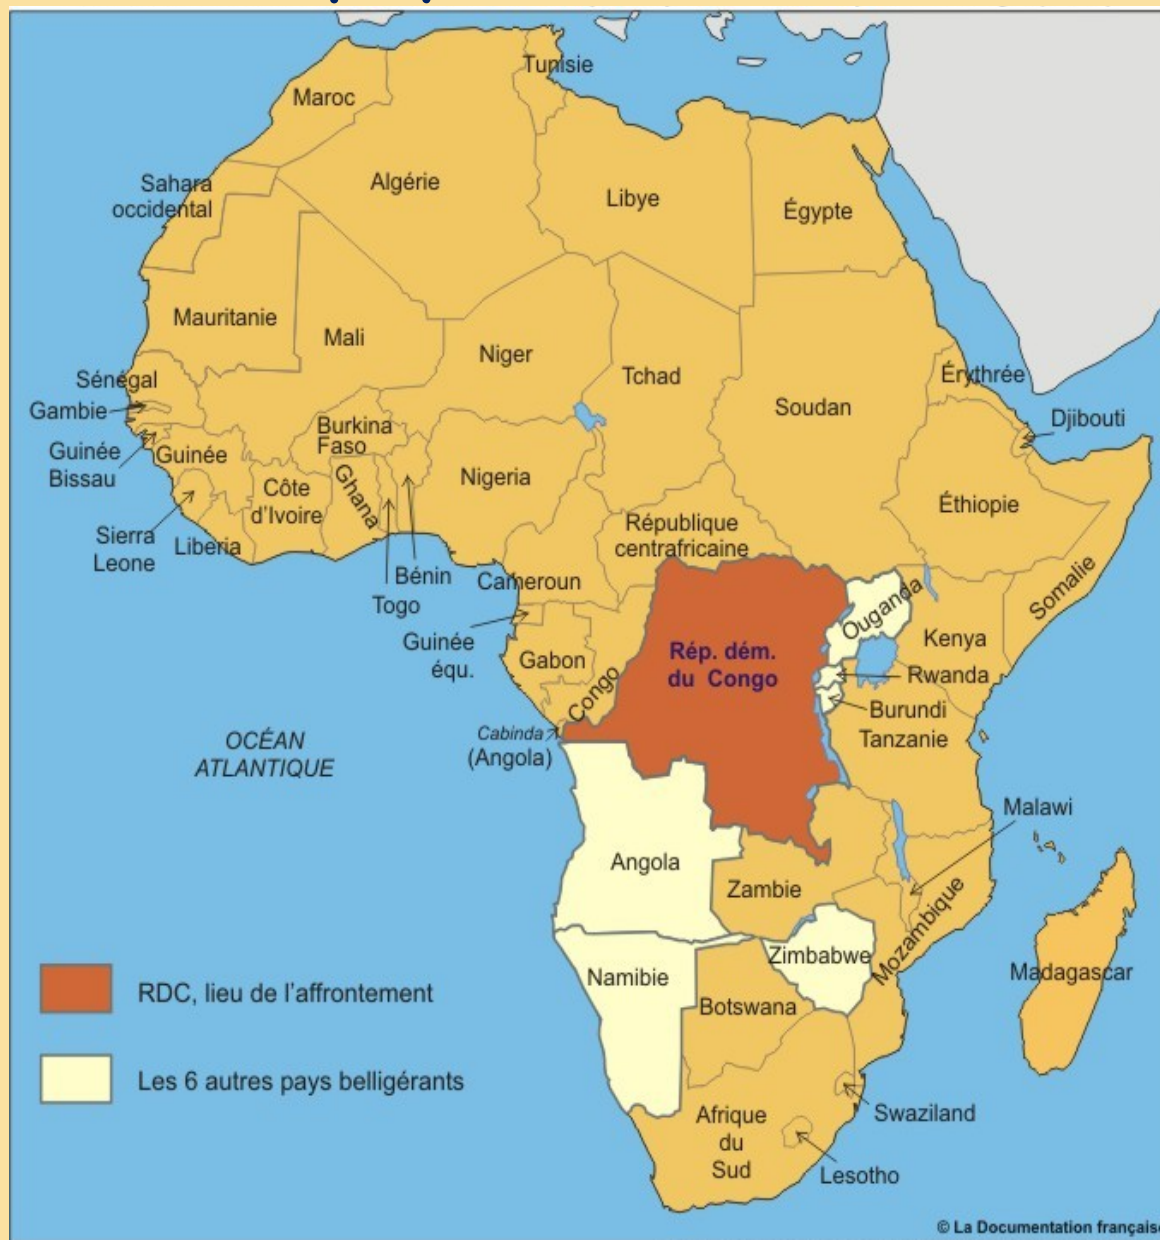 Tunisie
Maroc
Algérie
Libye
Égypte
Sahara
occidental
Mauritanie
Mali
Niger
Tchad
Soudan
Érythrée
Djibouti
Sénégal
Gambie
Guinée
Bissau
Guinée
Burkina
Faso
Côte
d'Ivoire
Ghana
Nigeria
Éthiopie
Sierra
Leone
Liberia
Bénin
Togo
République
centrafricaine
Cameroun
Somalie
Guinée
équ.
Gabon
Congo
Rép. dém.
du Congo
Ouganda
Kenya
Rwanda
Burundi
Tanzanie
Cabinda
(Angola)
OCÉAN
ATLANTIQUE
Malawi
Angola
Zambie
Mozambique
Zimbabwe
Namibie
Botswana
Madagascar
RDC, lieu de l'affrontement
Les 6 autres pays belligérants
Afrique
du
Sud
Swaziland
Lesotho
© La Documentation française